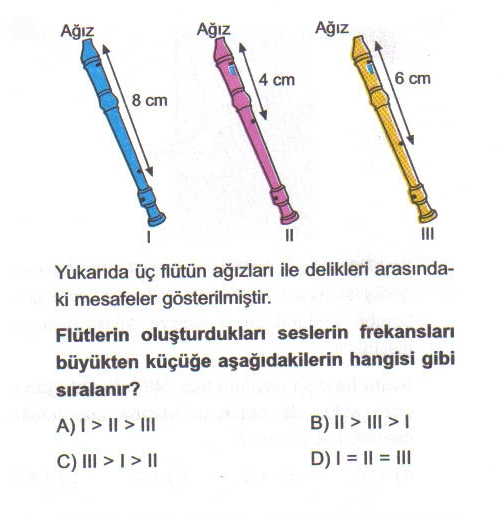 Ağız Ağız Ağız
8 cm 4 cm 6 cm
I II III
Yukarıda üç flütün ağızları ile delikleri arasında-
ki mesafeler gösterilmiştir.
Flütlerin oluşturdukları seslerin frekansları
büyükten küçüğe aşağıdakilerin hangisi gibi
sıralanır?
A) I > II > III B) II > III > I
C) III > I > II D) I = II = III